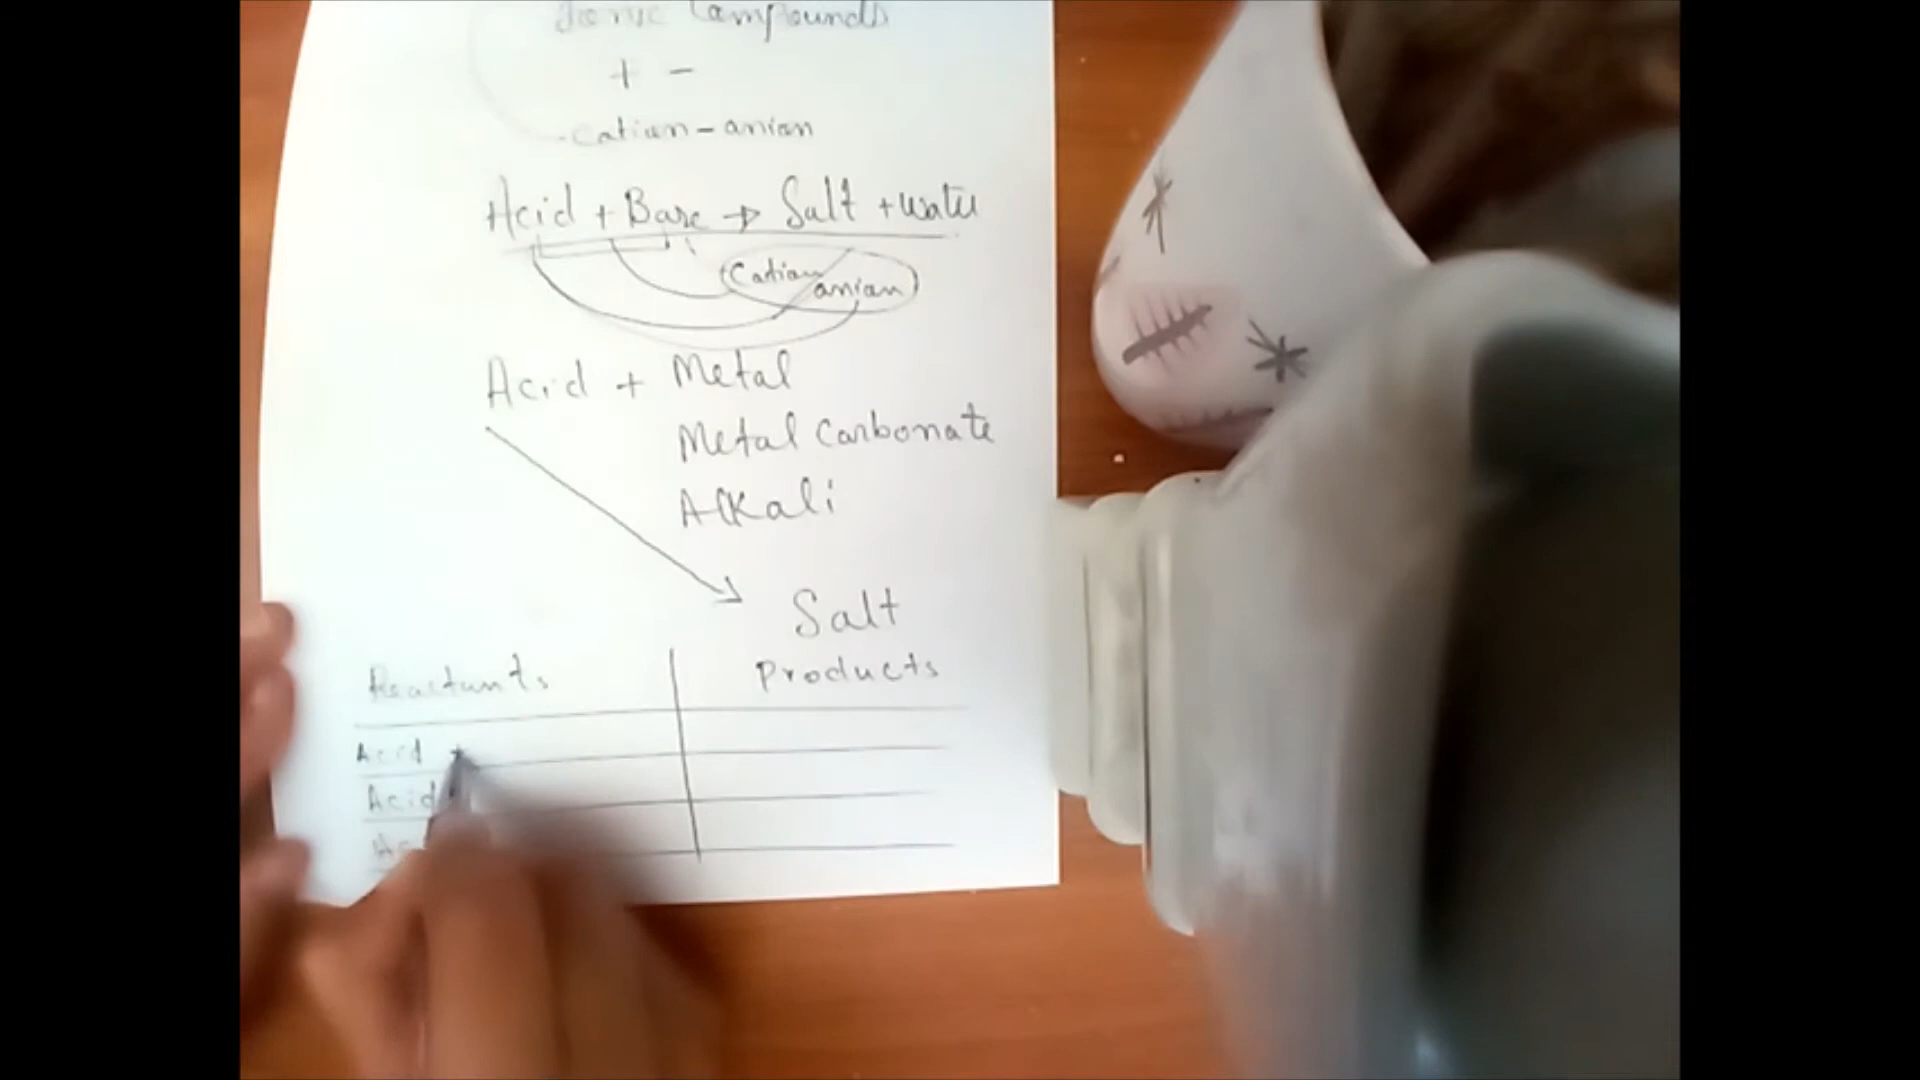 Ionic Compounds
+ -
cation - anion
Acid + Base → Salt + water
Cation
anion
Acid + Metal
Metal Carbonate
Alkali
Salt
Reactants
Products
Acid +
Acid